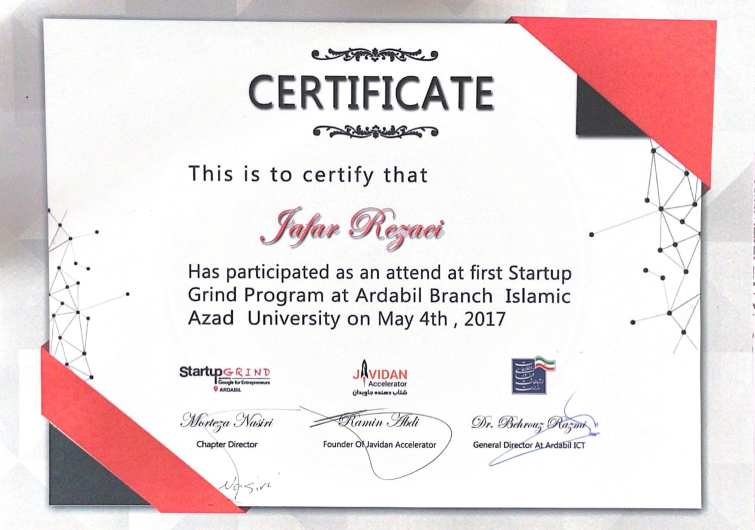 CERTIFICATE
This is to certify that
Jafar Rezaei
Has participated as an attend at first Startup
Grind Program at Ardabil Branch Islamic
Azad University on May 4th , 2017
Startup GRIND
Google for Entrepreneurs
ARDABIL
JAVIDAN
Accelerator
شتاب دهنده جاویدان
Morteza Nasiri
Ramin Abdi
Dr. Behrouz Razmi
Chapter Director
Founder Of Javidan Accelerator
General Director At Ardabil ICT
Nasiri